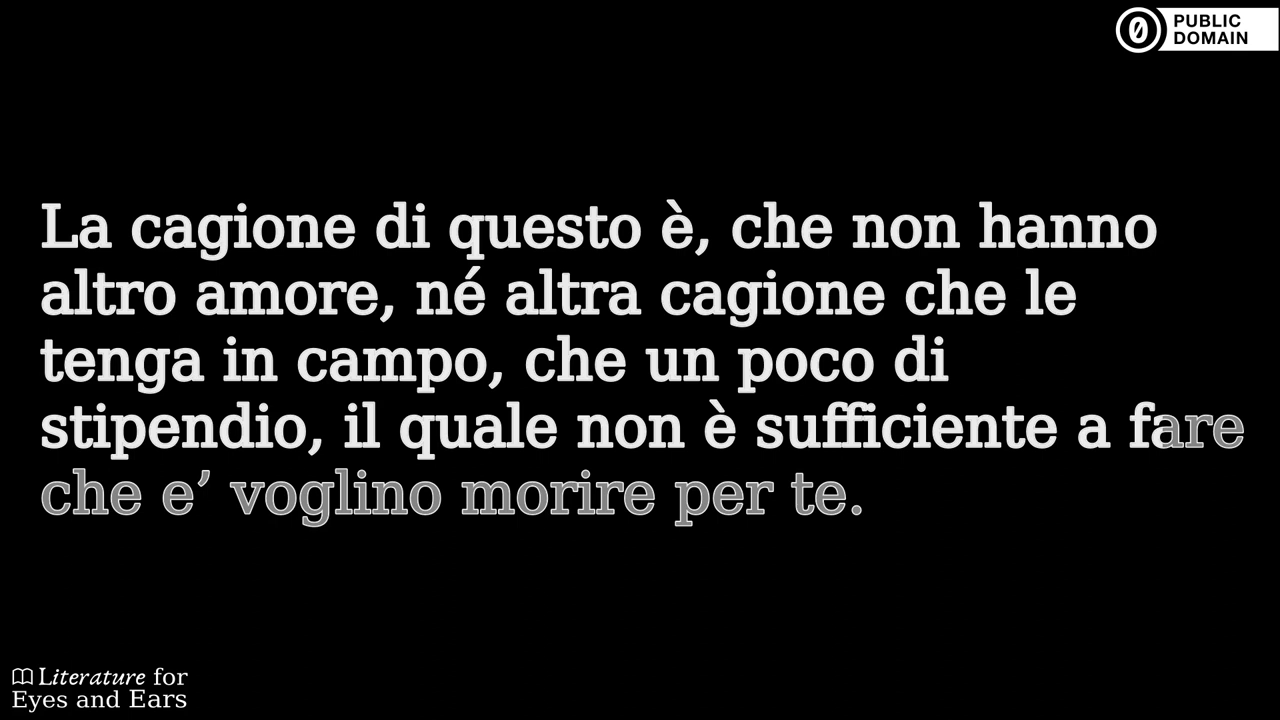 PUBLIC
DOMAIN
La cagione di questo è, che non hanno
altro amore, né altra cagione che le
tenga in campo, che un poco di
stipendio, il quale non è sufficiente a fare
che e’ voglino morire per te.
Literature for
Eyes and Ears